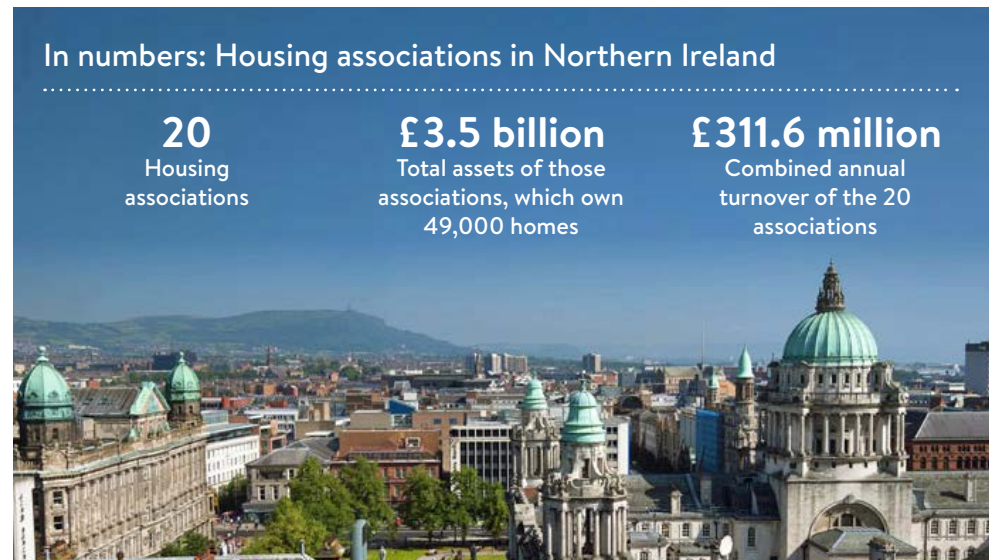 In numbers: Housing associations in Northern Ireland
20
Housing
associations
£3.5 billion
Total assets of those
associations, which own
49,000 homes
£311.6 million
Combined annual
turnover of the 20
associations